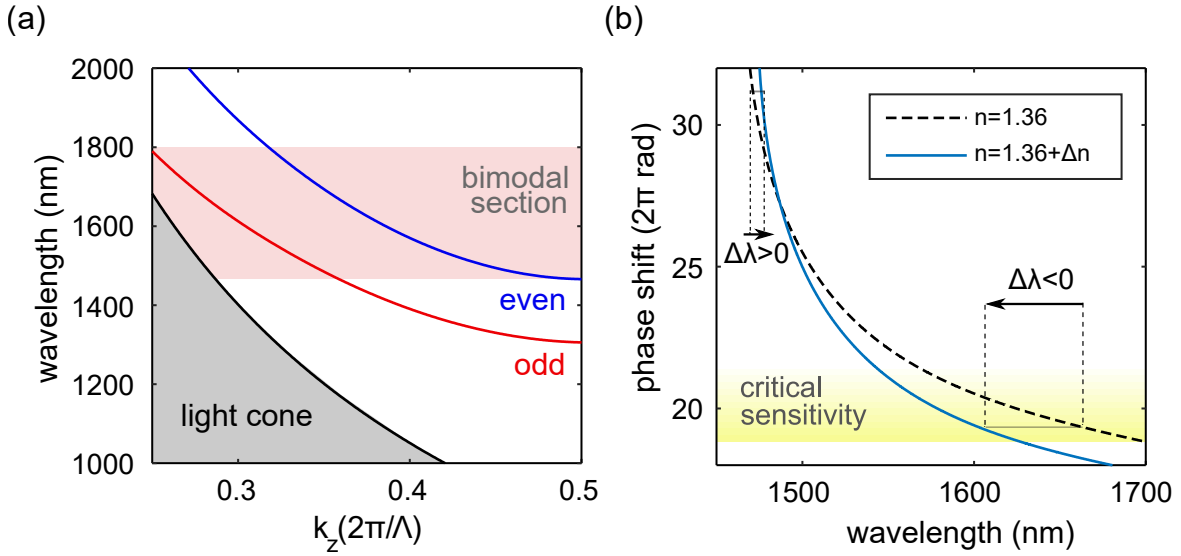 (a)
2000
1800
1600
1400
1200
1000
wavelength (nm)
bimodal
section
even
odd
light cone
0.3
0.4
0.5
k_z(2π/Λ)
(b)
30
25
20
phase shift (2π rad)
n=1.36
n=1.36+Δn
Δλ>0
Δλ<0
critical
sensitivity
1500
1600
1700
wavelength (nm)